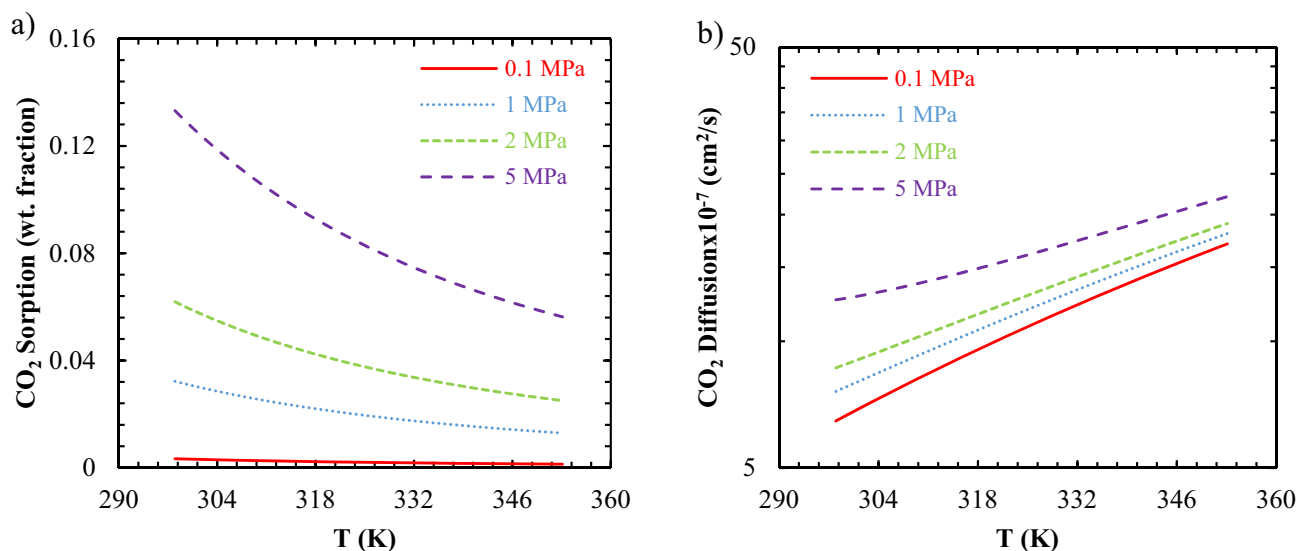 a)
0.16
0.12
0.08
0.04
0
CO₂ Sorption (wt. fraction)
0.1 MPa
1 MPa
2 MPa
5 MPa
290 304 318 332 346 360
T (K)
b)
50
5
CO₂ Diffusionx10⁻⁷ (cm²/s)
0.1 MPa
1 MPa
2 MPa
5 MPa
290 304 318 332 346 360
T (K)